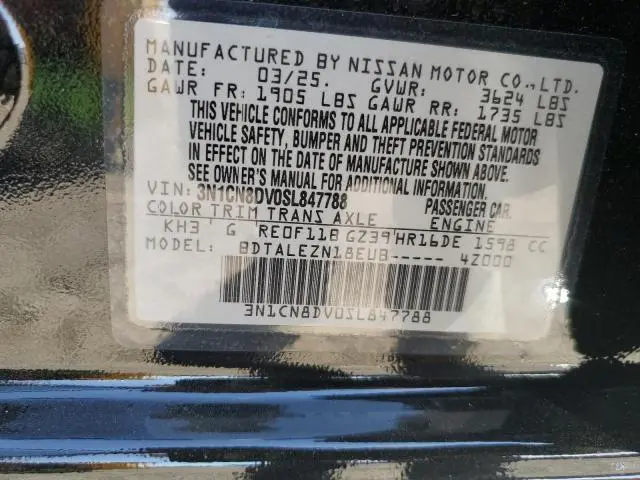 MANUFACTURED BY NISSAN MOTOR CO., LTD.
DATE: 03/25. GVWR: 3624 LBS
GAWR FR: 1905 LBS GAWR RR: 1735 LBS
THIS VEHICLE CONFORMS TO ALL APPLICABLE FEDERAL MOTOR
VEHICLE SAFETY, BUMPER AND THEFT PREVENTION STANDARDS
IN EFFECT ON THE DATE OF MANUFACTURE SHOWN ABOVE.
SEE OWNER'S MANUAL FOR ADDITIONAL INFORMATION.
VIN: 3N1CN8DV0SL847788 PASSENGER CAR.
COLOR TRIM TRANS AXLE ENGINE
KH3 G RE0F11B GZ39 HR16DE 1598 CC
BDTALEZN18EUB----- 4Z000
3N1CN8DV0SL847788